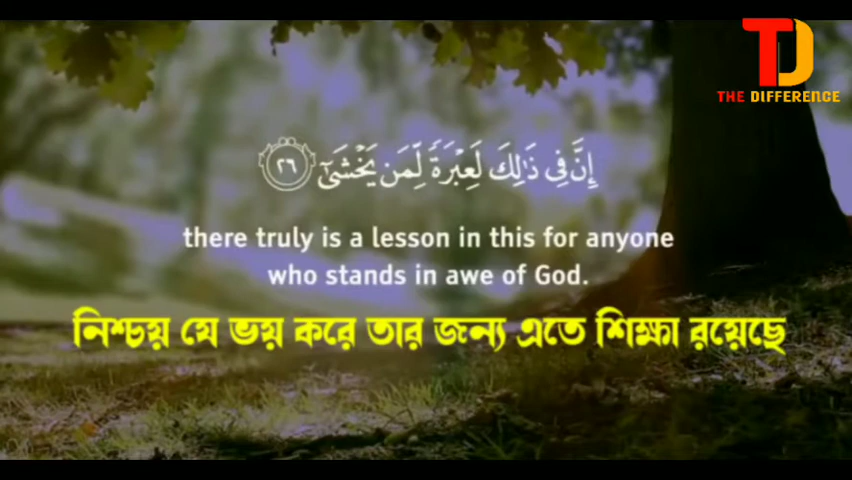 TD
THE DIFFERENCE
إِنَّ فِي ذَٰلِكَ لَعِبْرَةً لِّمَن يَخْشَىٰٓ ٢٦
there truly is a lesson in this for anyone
who stands in awe of God.
নিশ্চয় যে ভয় করে তার জন্য এতে শিক্ষা রয়েছে